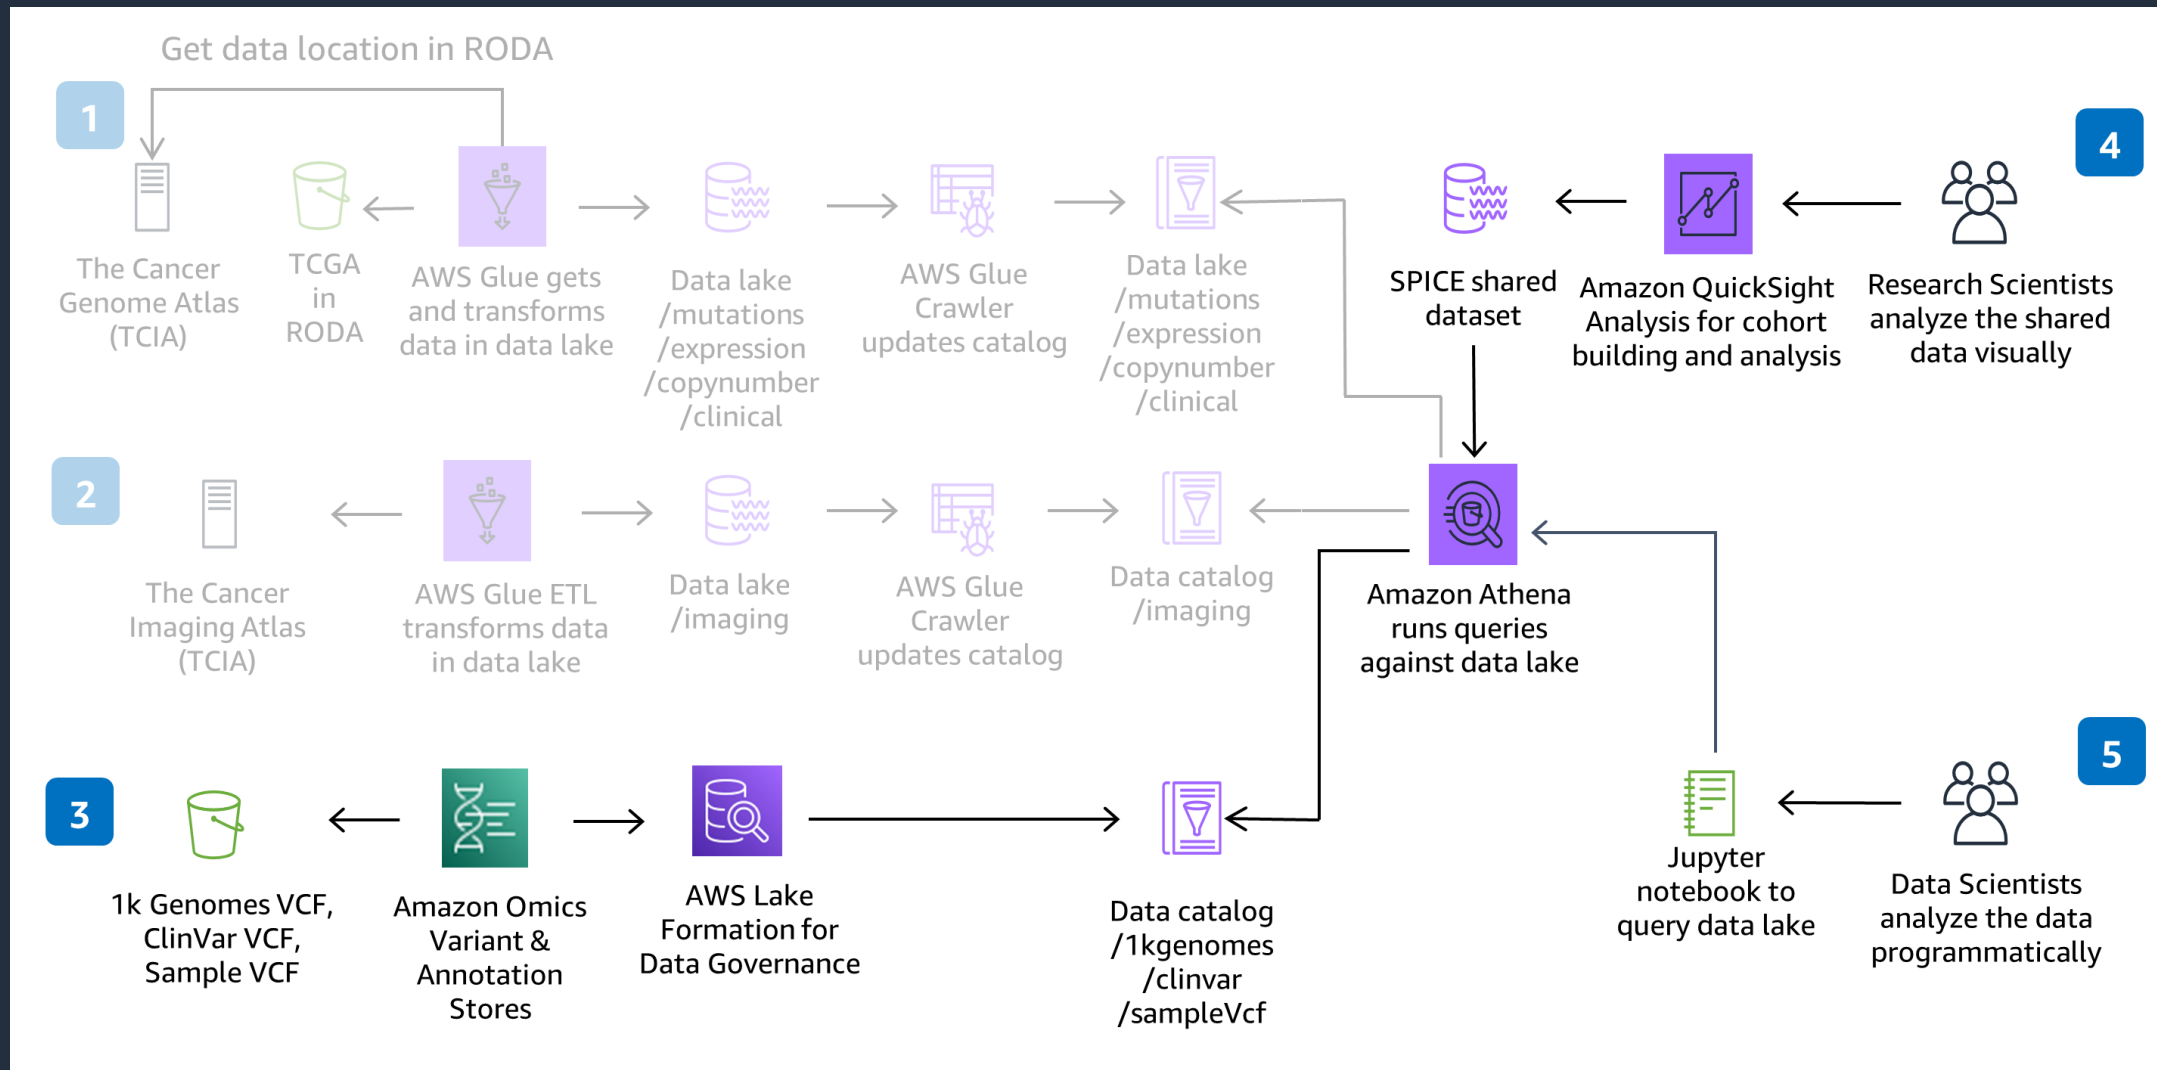 Get data location in RODA
1
The Cancer
Genome Atlas
(TCIA)
TCGA
in
RODA
AWS Glue gets
and transforms
data in data lake
Data lake
/mutations
/expression
/copynumber
/clinical
AWS Glue
Crawler
updates catalog
Data lake
/mutations
/expression
/copynumber
/clinical
SPICE shared
dataset
Amazon QuickSight
Analysis for cohort
building and analysis
Research Scientists
analyze the shared
data visually
4
2
The Cancer
Imaging Atlas
(TCIA)
AWS Glue ETL
transforms data
in data lake
Data lake
/imaging
AWS Glue
Crawler
updates catalog
Data catalog
/imaging
Amazon Athena
runs queries
against data lake
3
1k Genomes VCF,
ClinVar VCF,
Sample VCF
Amazon Omics
Variant &
Annotation
Stores
AWS Lake
Formation for
Data Governance
Data catalog
/1kgenomes
/clinvar
/sampleVcf
Jupyter
notebook to
query data lake
Data Scientists
analyze the data
programmatically
5